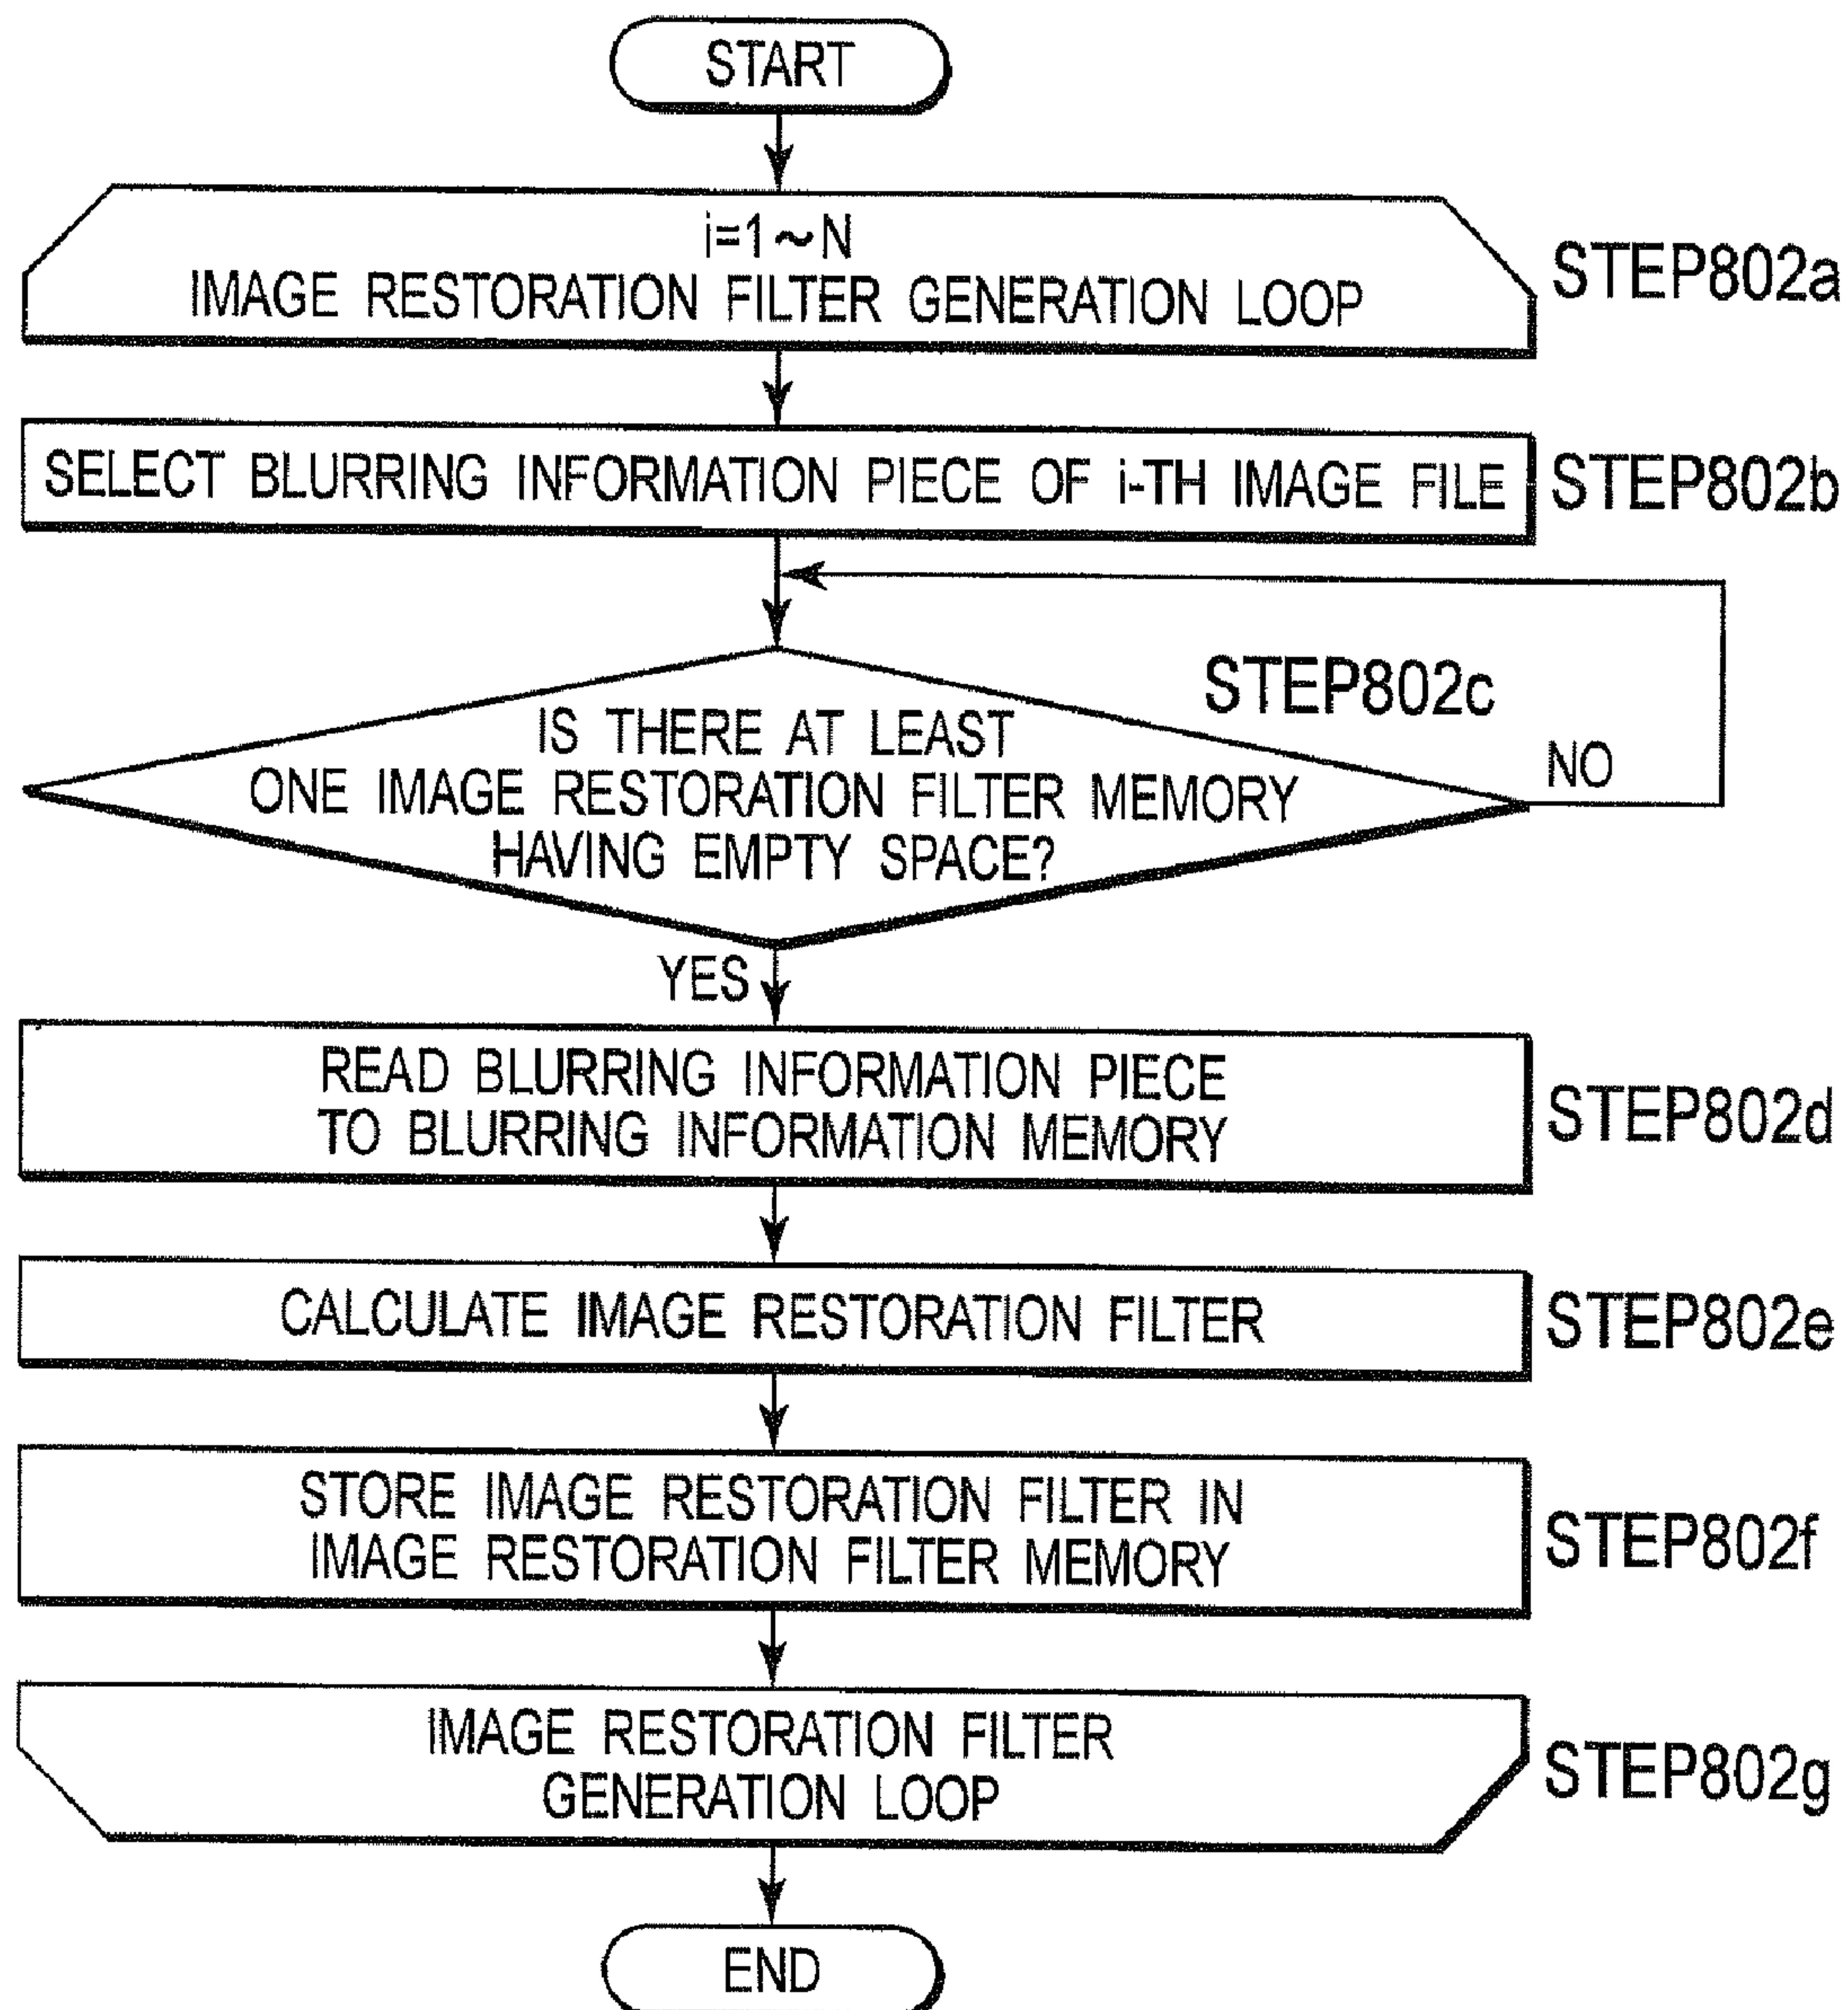 START
i=1~N
IMAGE RESTORATION FILTER GENERATION LOOP
STEP802a
SELECT BLURRING INFORMATION PIECE OF i-TH IMAGE FILE
STEP802b
STEP802c
IS THERE AT LEAST
ONE IMAGE RESTORATION FILTER MEMORY
HAVING EMPTY SPACE?
NO
YES
READ BLURRING INFORMATION PIECE
TO BLURRING INFORMATION MEMORY
STEP802d
CALCULATE IMAGE RESTORATION FILTER
STEP802e
STORE IMAGE RESTORATION FILTER IN
IMAGE RESTORATION FILTER MEMORY
STEP802f
IMAGE RESTORATION FILTER
GENERATION LOOP
STEP802g
END